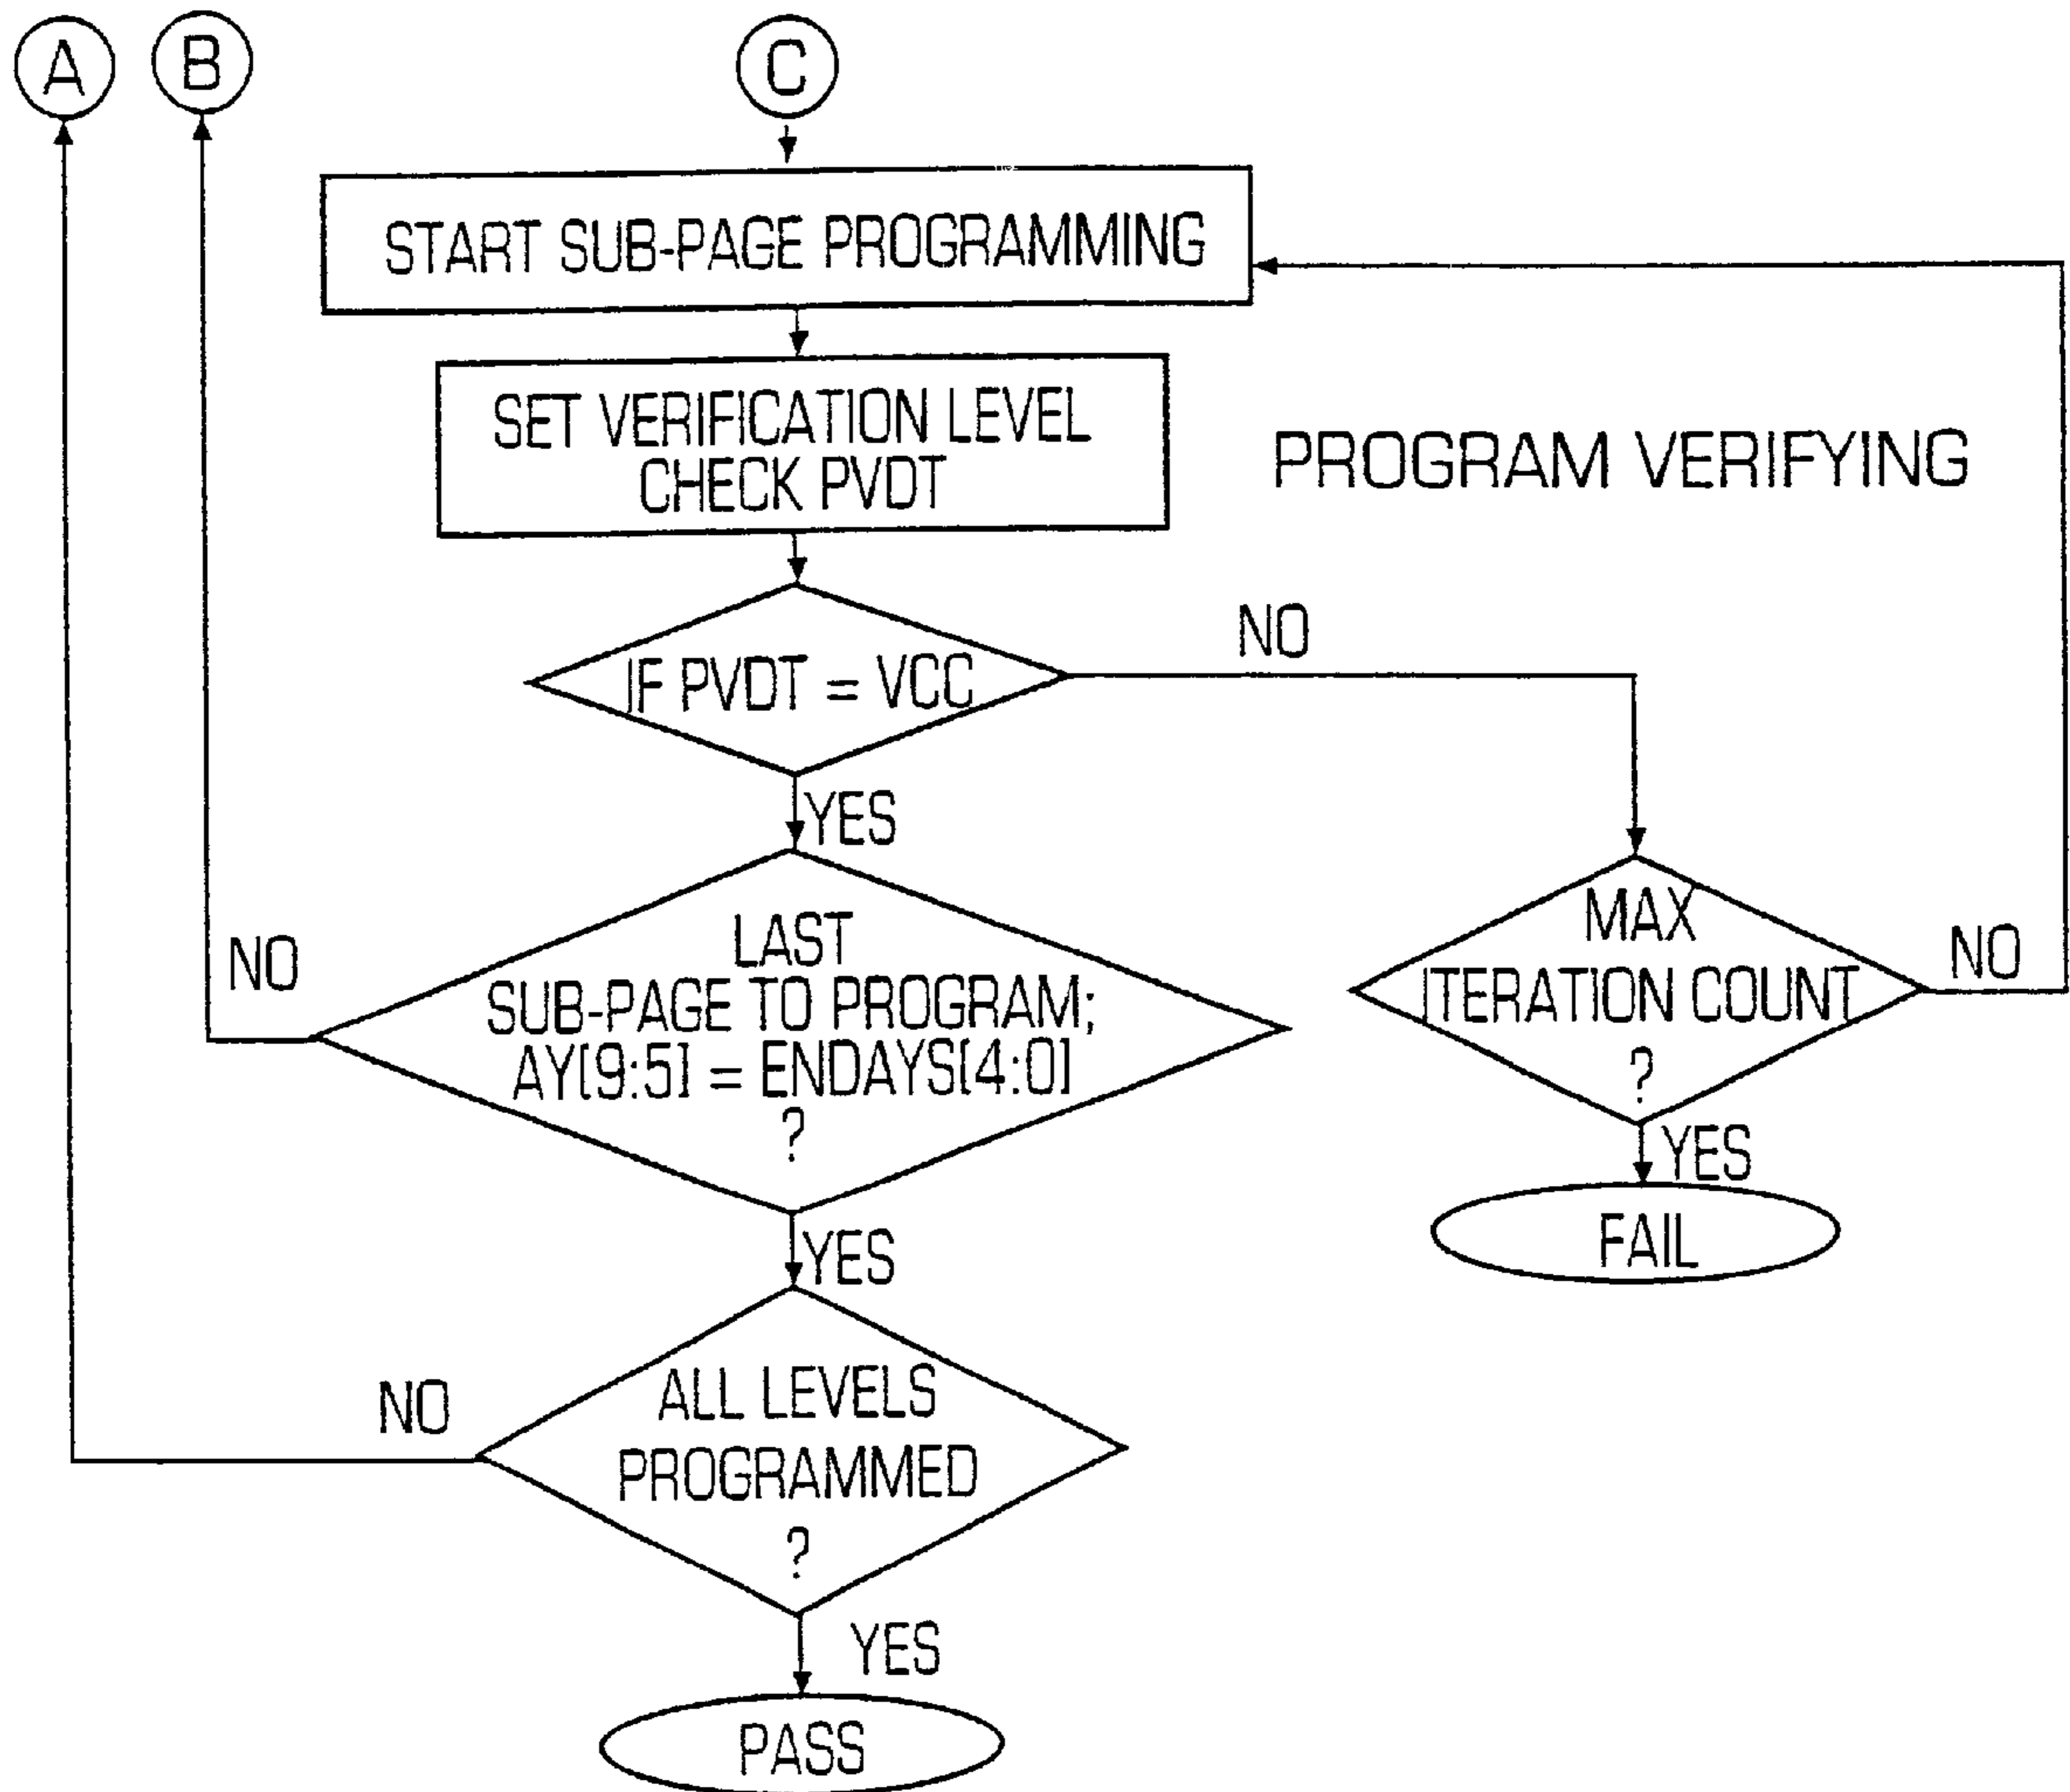 A
B
C
START SUB-PAGE PROGRAMMING
SET VERIFICATION LEVEL
CHECK PVDT
PROGRAM VERIFYING
IF PVDT = VCC
NO
YES
LAST
SUB-PAGE TO PROGRAM;
AY[9:5] = ENDAYS[4:0]
?
NO
MAX
ITERATION COUNT
?
NO
YES
FAIL
YES
ALL LEVELS
PROGRAMMED
?
NO
YES
PASS